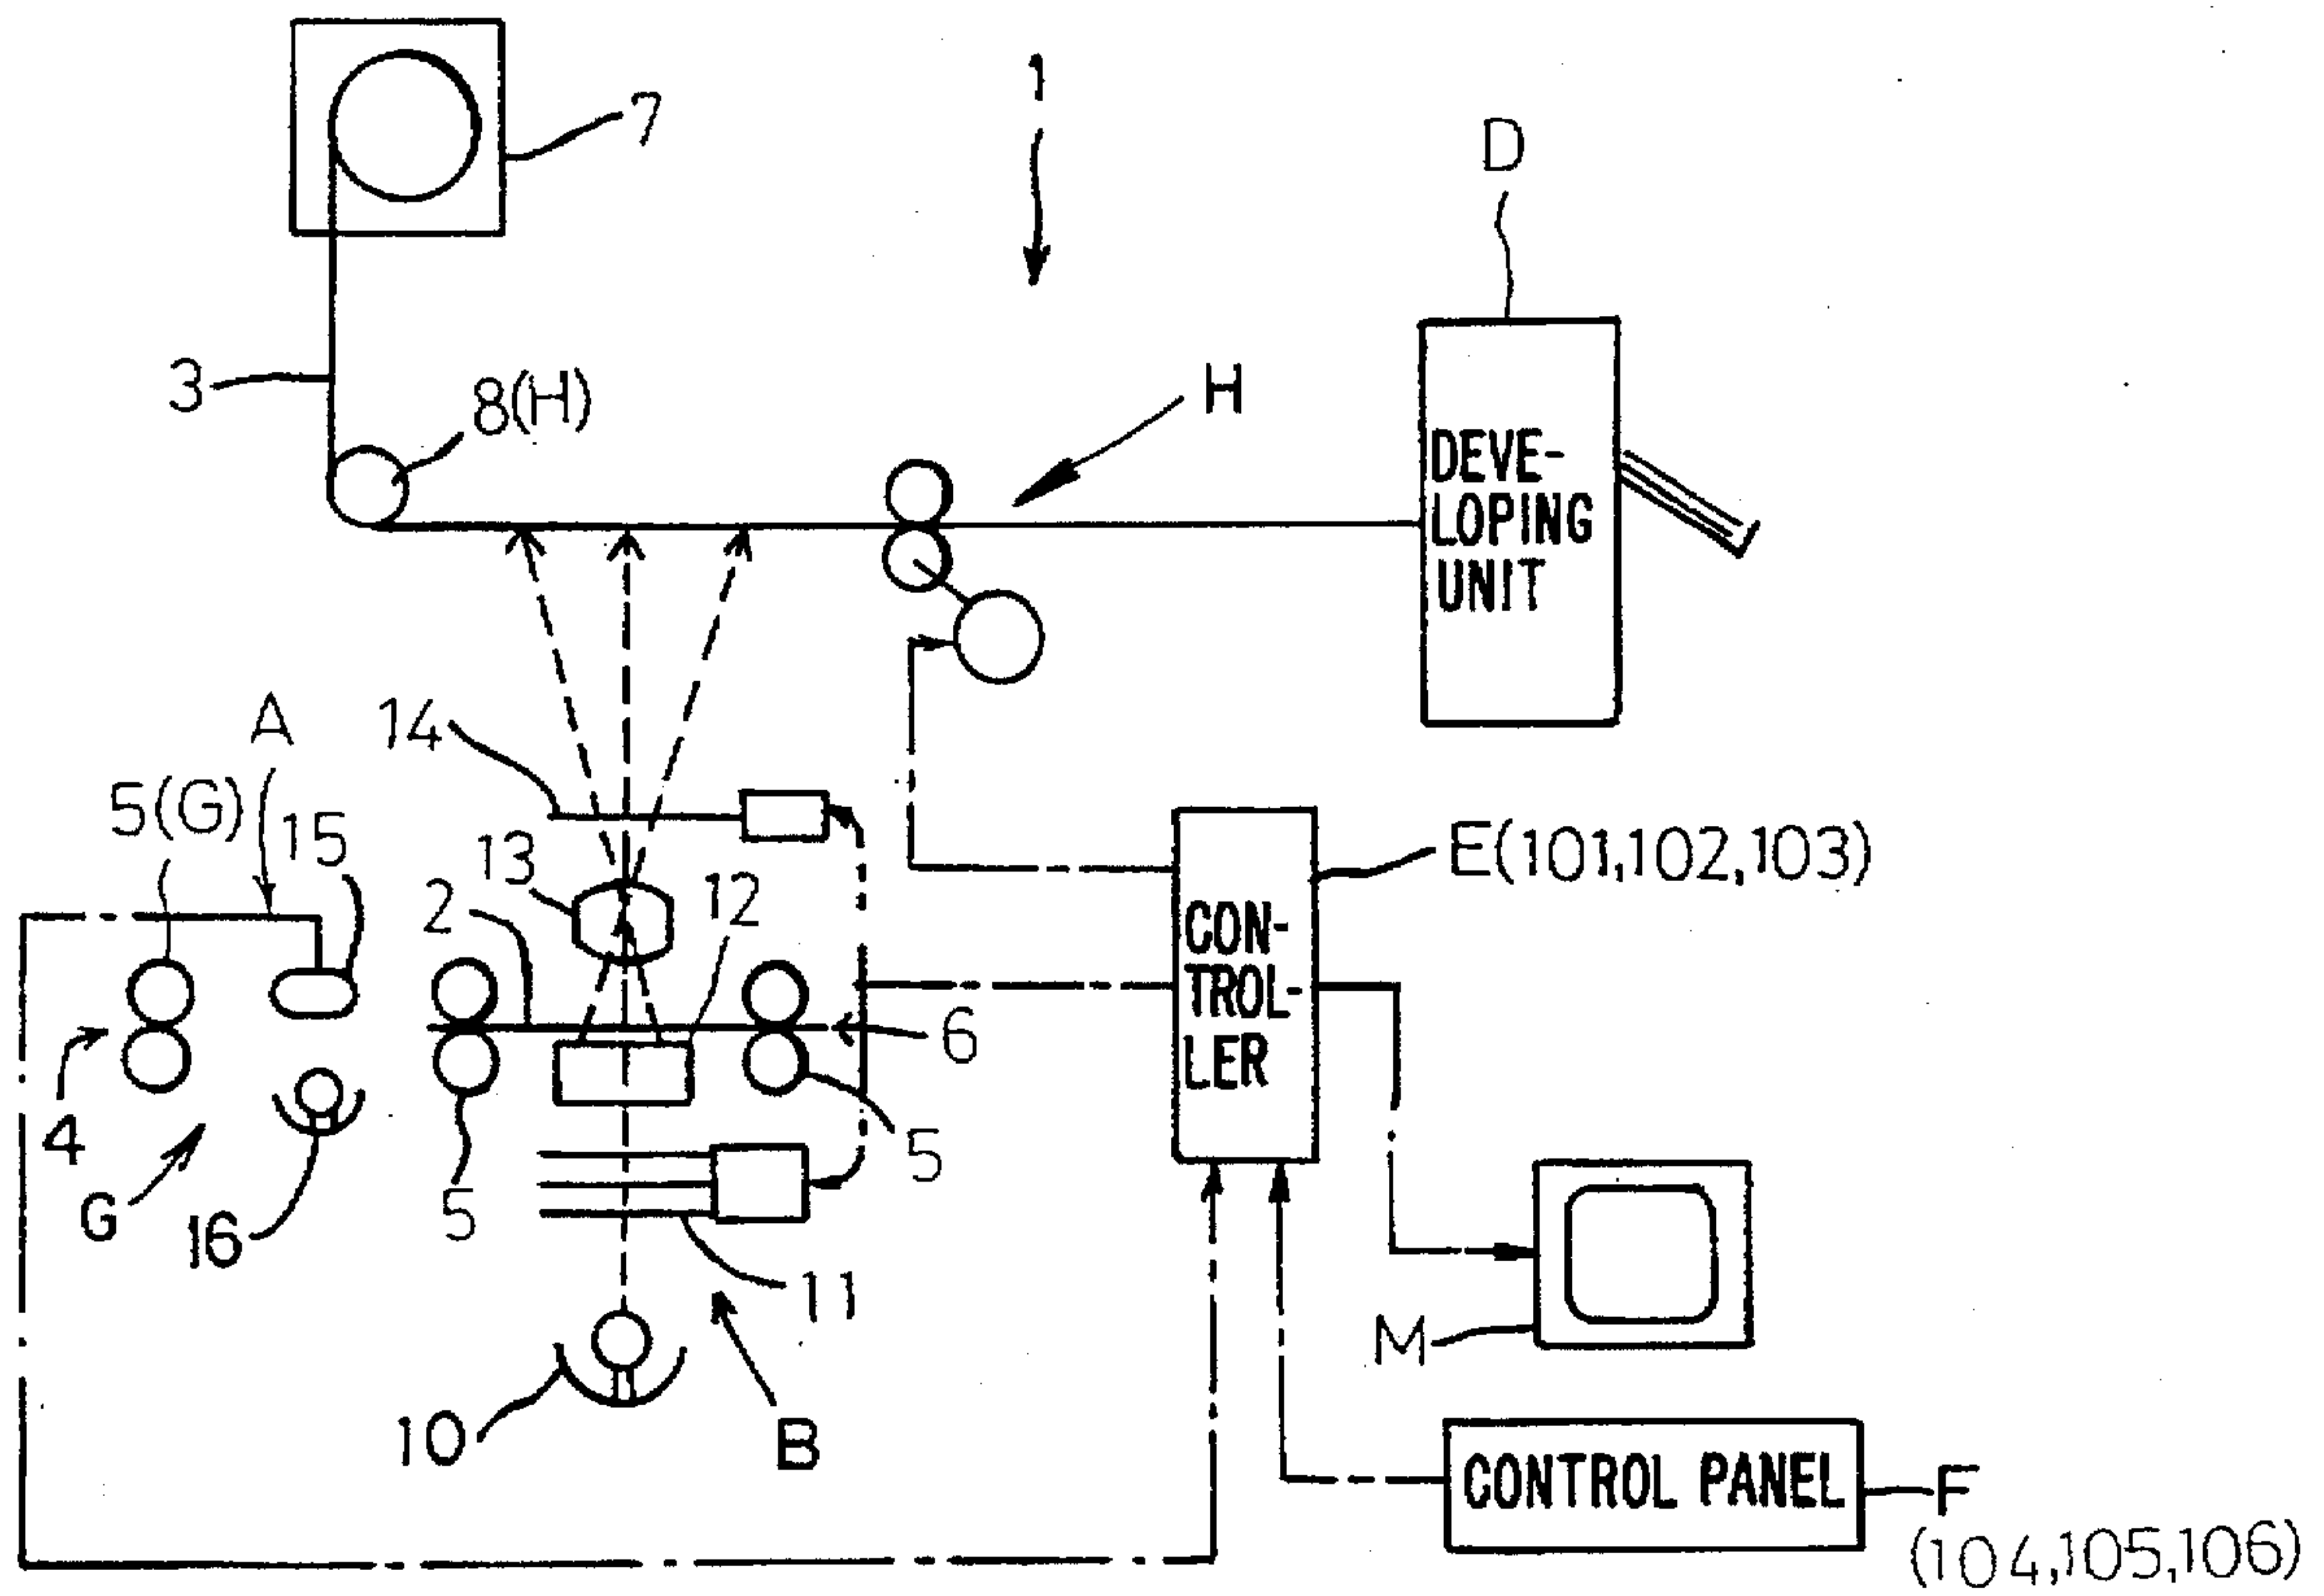 1
7
D
3
8(H)
H
DEVE-
LOPING
UNIT
14
A
5(G)
15
13
2
12
E(101,102,103)
CON-
TROL-
LER
6
4
G
16
5
5
11
M
10
B
CONTROL PANEL
F
(104,105,106)